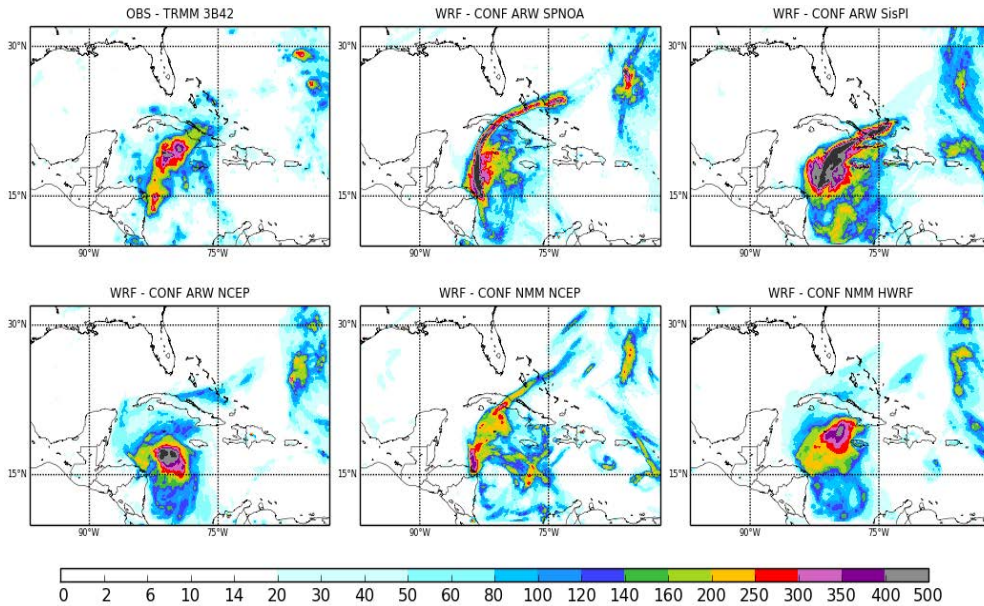 OBS - TRMM 3B42
WRF - CONF ARW SPNOA
WRF - CONF ARW SisPI
30°N
30°N
30°N
15°N
15°N
15°N
90°W
75°W
90°W
75°W
90°W
75°W
WRF - CONF ARW NCEP
WRF - CONF NMM NCEP
WRF - CONF NMM HWRF
30°N
30°N
30°N
15°N
15°N
15°N
90°W
75°W
90°W
75°W
90°W
75°W
0 2 6 10 14 20 30 50 60 80 100 120 140 160 200 250 300 350 400 500